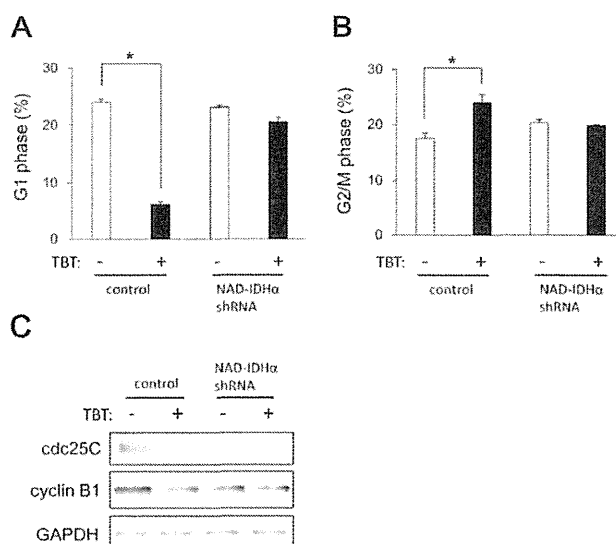 A
*
G1 phase (%)
30
20
10
0
TBT: - + - +
control NAD-IDHα
shRNA
B
*
G2/M phase (%)
30
20
10
0
TBT: - + - +
control NAD-IDHα
shRNA
C
control NAD-IDHα
shRNA
TBT: - + - +
cdc25C
cyclin B1
GAPDH